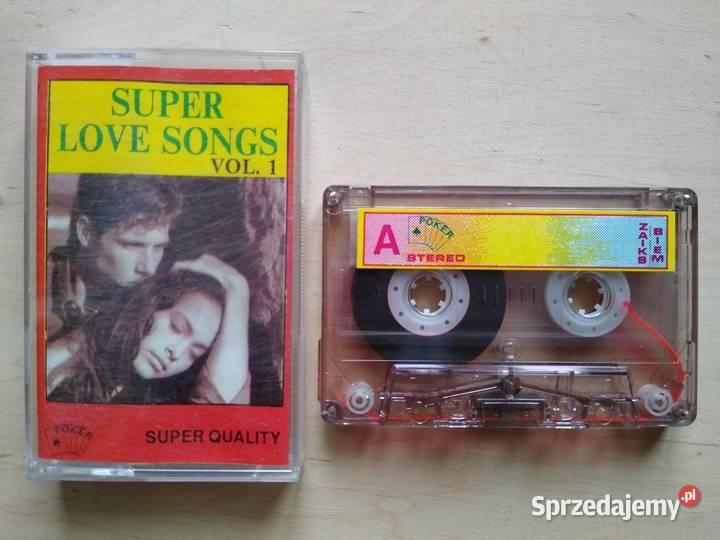 SUPER
LOVE SONGS
VOL. 1
POKER
SUPER QUALITY
A
POKER
STEREO
ZAIKS
BIEM
Sprzedajemy.pl